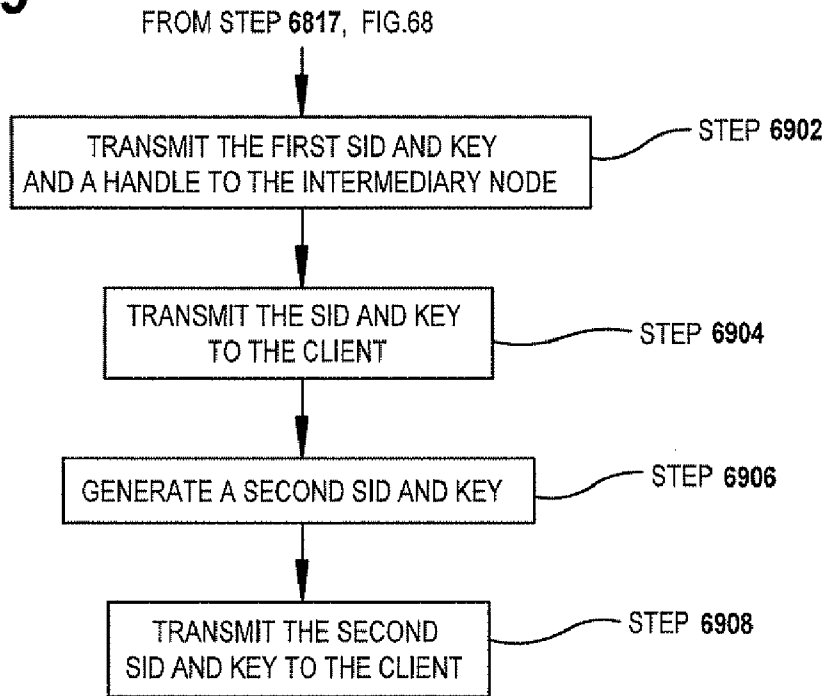 FROM STEP 6817, FIG.68
TRANSMIT THE FIRST SID AND KEY
AND A HANDLE TO THE INTERMEDIARY NODE
STEP 6902
TRANSMIT THE SID AND KEY
TO THE CLIENT
STEP 6904
GENERATE A SECOND SID AND KEY
STEP 6906
TRANSMIT THE SECOND
SID AND KEY TO THE CLIENT
STEP 6908